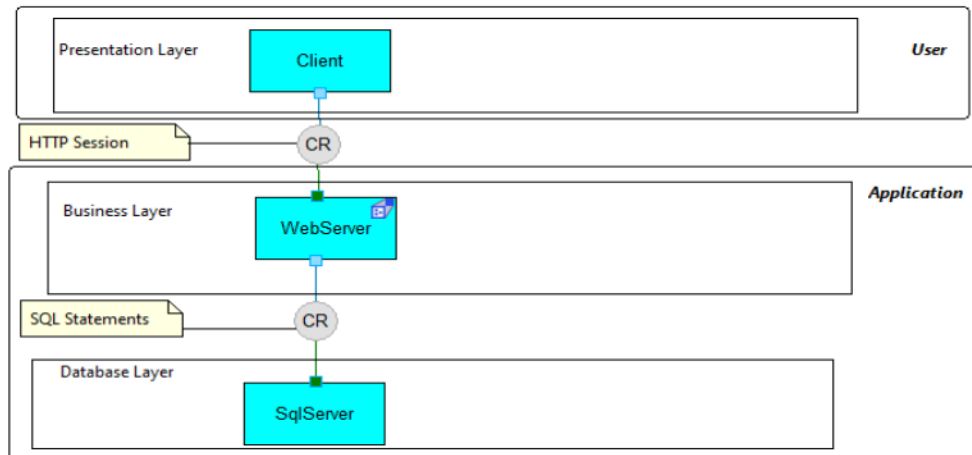 Presentation Layer
Client
User
HTTP Session
CR
Application
Business Layer
WebServer
SQL Statements
CR
Database Layer
SqlServer